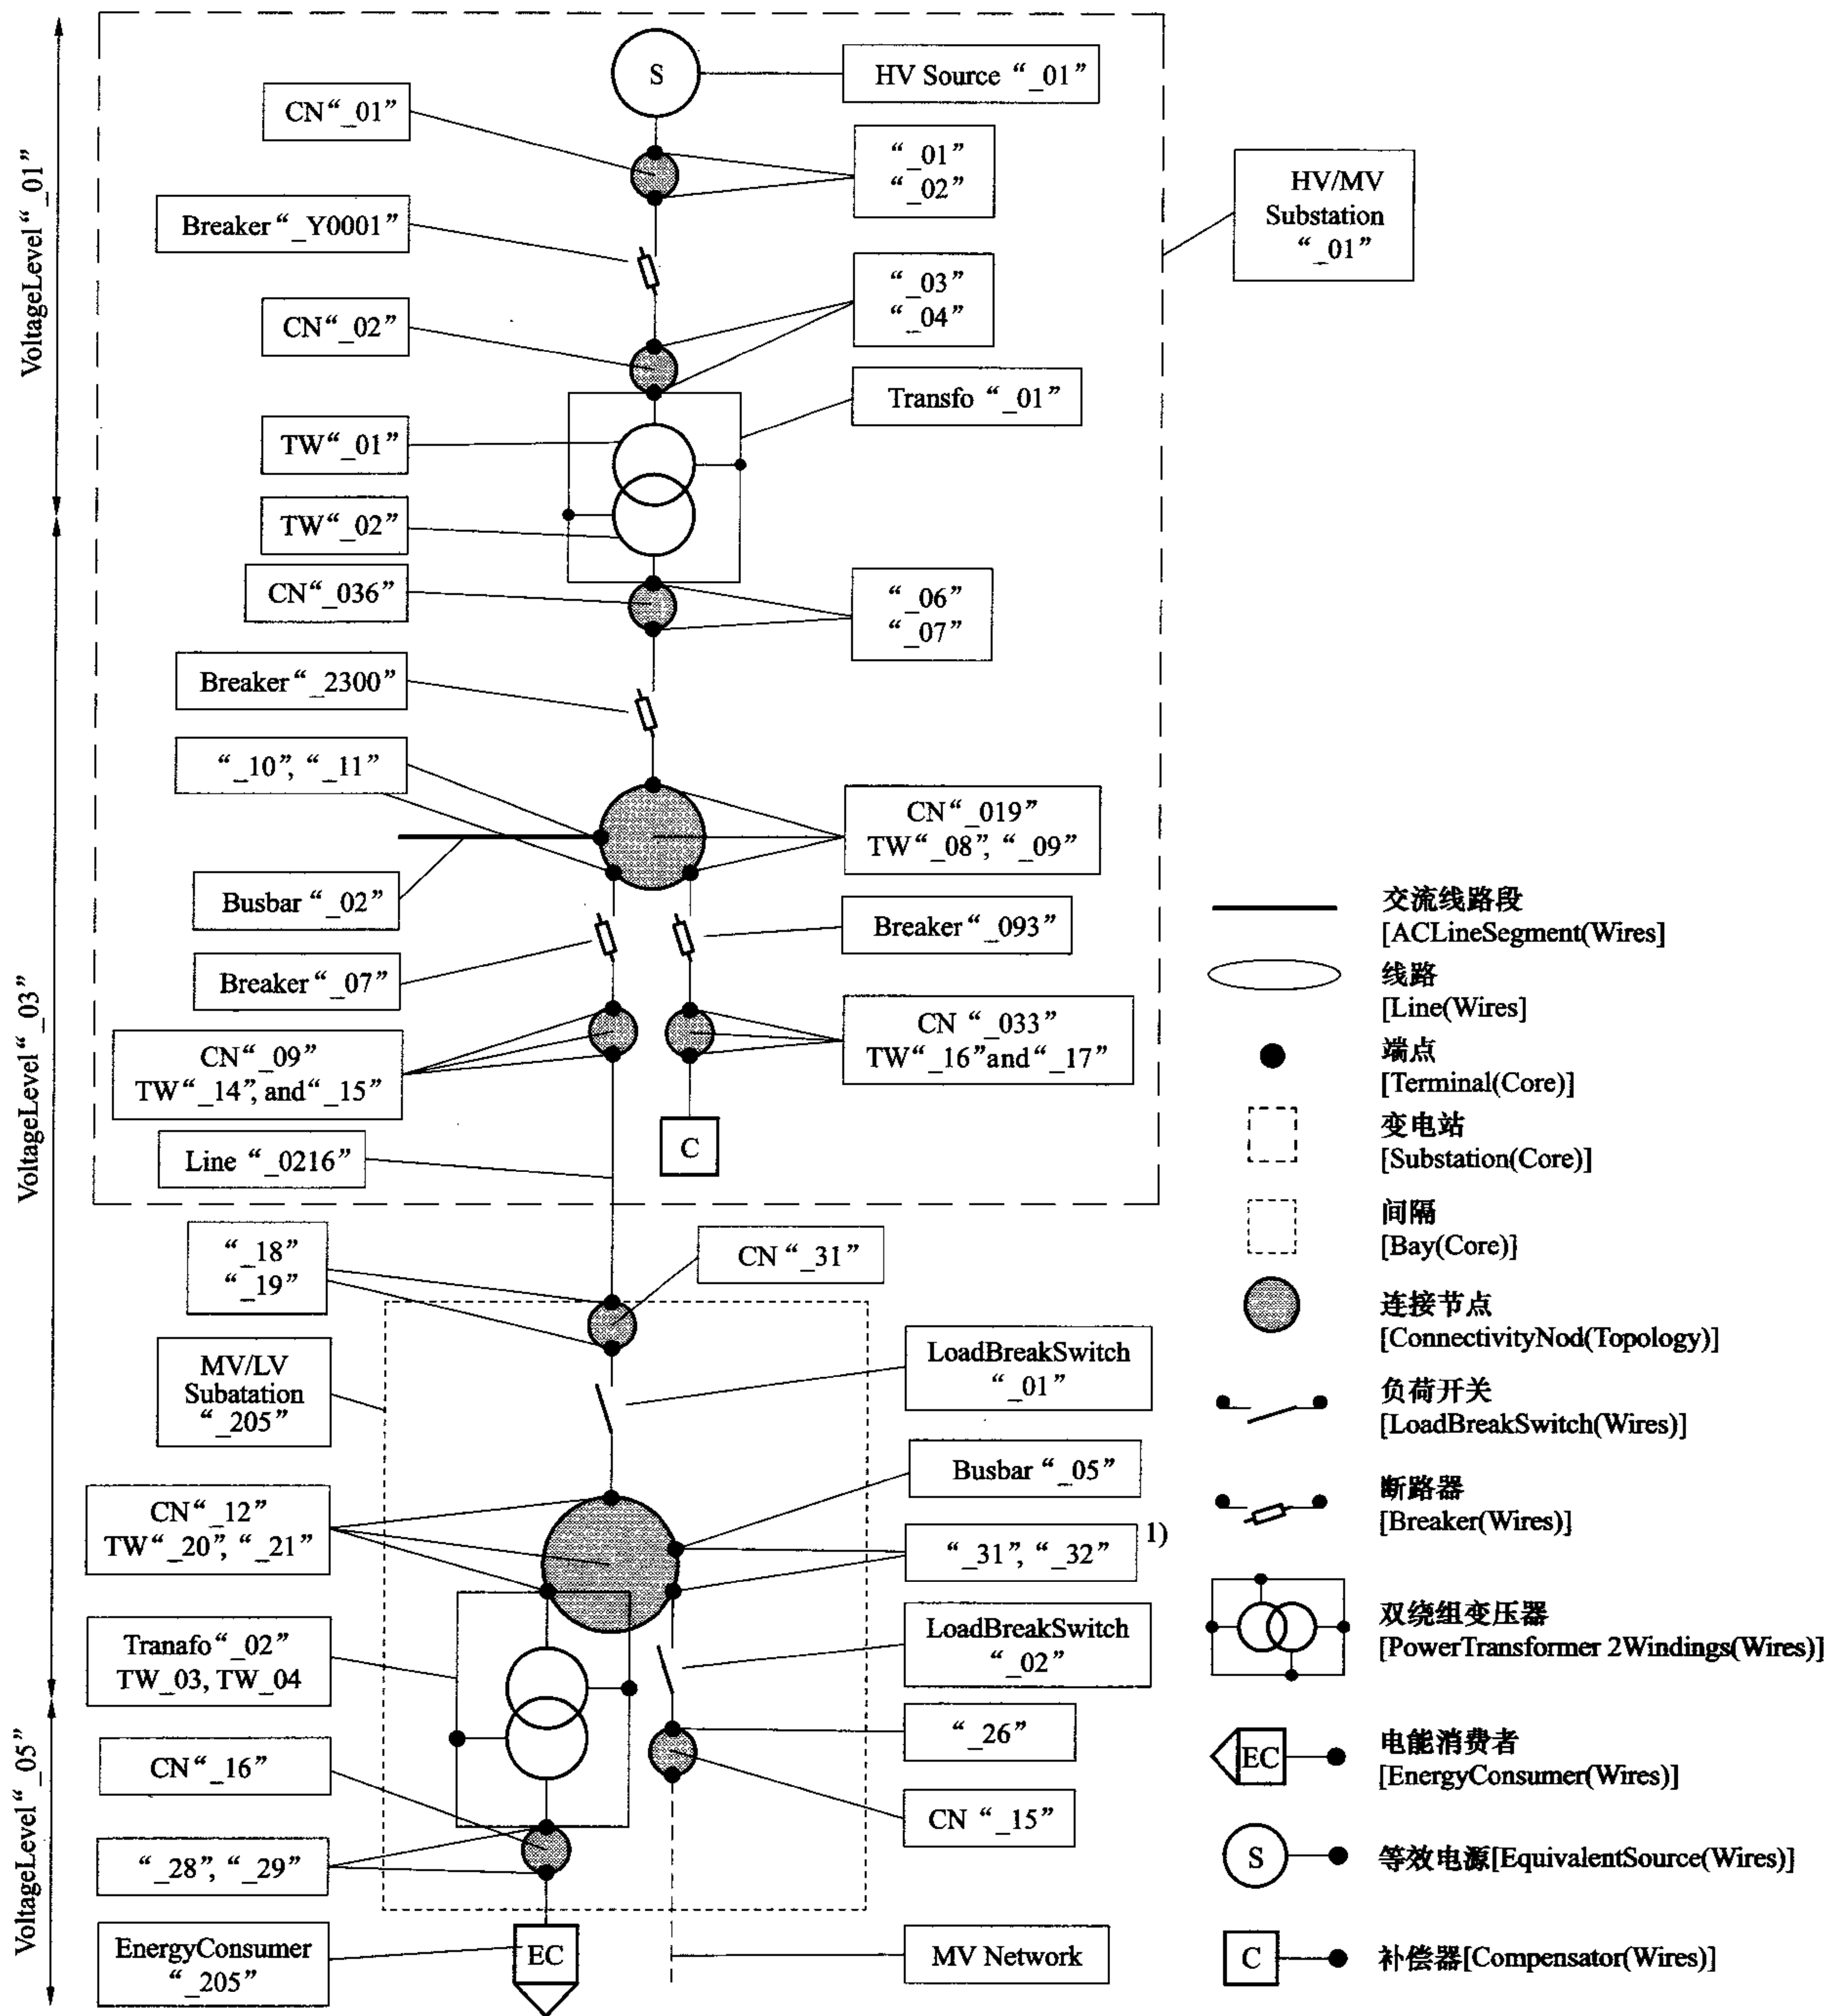 S
HV Source “_01”
CN“_01”
“_01”
“_02”
HV/MV
Substation
“_01”
VoltageLevel“_01”
Breaker“_Y0001”
“_03”
“_04”
CN“_02”
Transfo “_01”
TW“_01”
TW“_02”
CN“_036”
“_06”
“_07”
Breaker“_2300”
“_10”, “_11”
CN“_019”
TW“_08”, “_09”
Busbar “_02”
Breaker “_093”
Breaker “_07”
VoltageLevel“_03”
CN“_09”
TW“_14”, and“_15”
CN “_033”
TW“_16”and“_17”
C
Line “_0216”
“_18”
“_19”
CN “_31”
MV/LV
Subatation
“_205”
LoadBreakSwitch
“_01”
Busbar “_05”
CN“_12”
TW“_20”, “_21”
“_31”, “_32” 1)
Tranafo“_02”
TW_03, TW_04
LoadBreakSwitch
“_02”
“_26”
CN“_16”
CN “_15”
VoltageLevel“_05”
“_28”, “_29”
EnergyConsumer
“_205”
EC
MV Network
交流线路段
[ACLineSegment(Wires]
线路
[Line(Wires]
端点
[Terminal(Core)]
变电站
[Substation(Core)]
间隔
[Bay(Core)]
连接节点
[ConnectivityNod(Topology)]
负荷开关
[LoadBreakSwitch(Wires)]
断路器
[Breaker(Wires)]
双绕组变压器
[PowerTransformer 2Windings(Wires)]
EC
电能消费者
[EnergyConsumer(Wires)]
S
等效电源[EquivalentSource(Wires)]
C
补偿器[Compensator(Wires)]